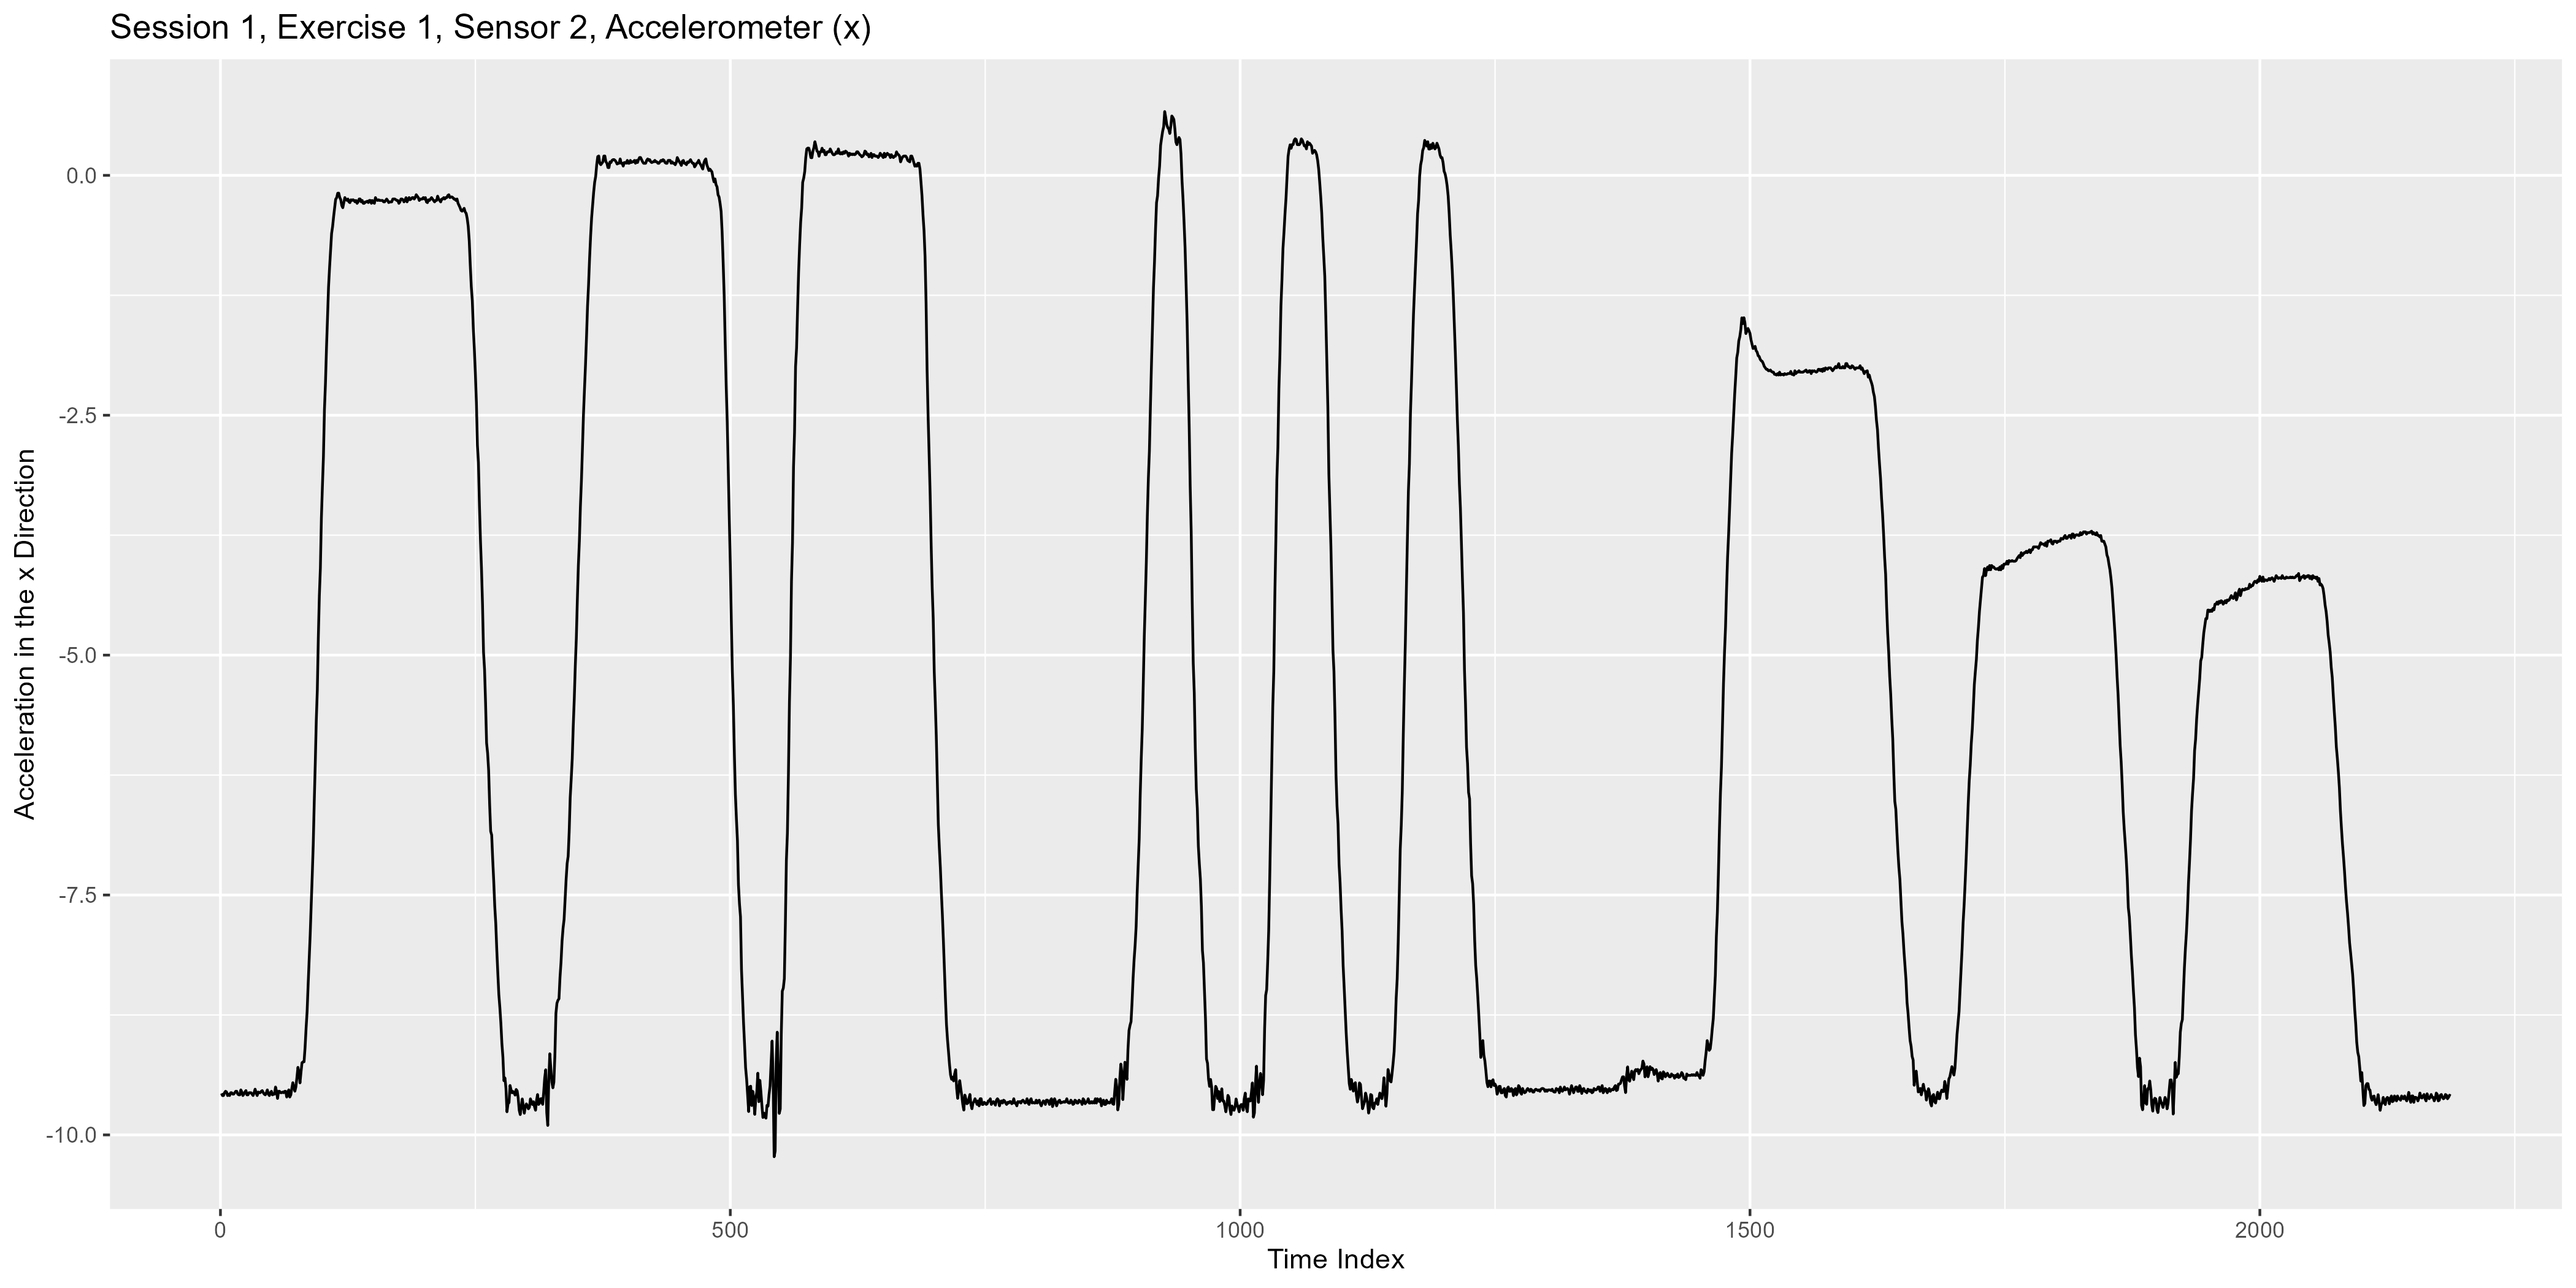 Session 1, Exercise 1, Sensor 2, Accelerometer (x)
Acceleration in the x Direction
0.0
-2.5
-5.0
-7.5
-10.0
0 500 1000 1500 2000
Time Index